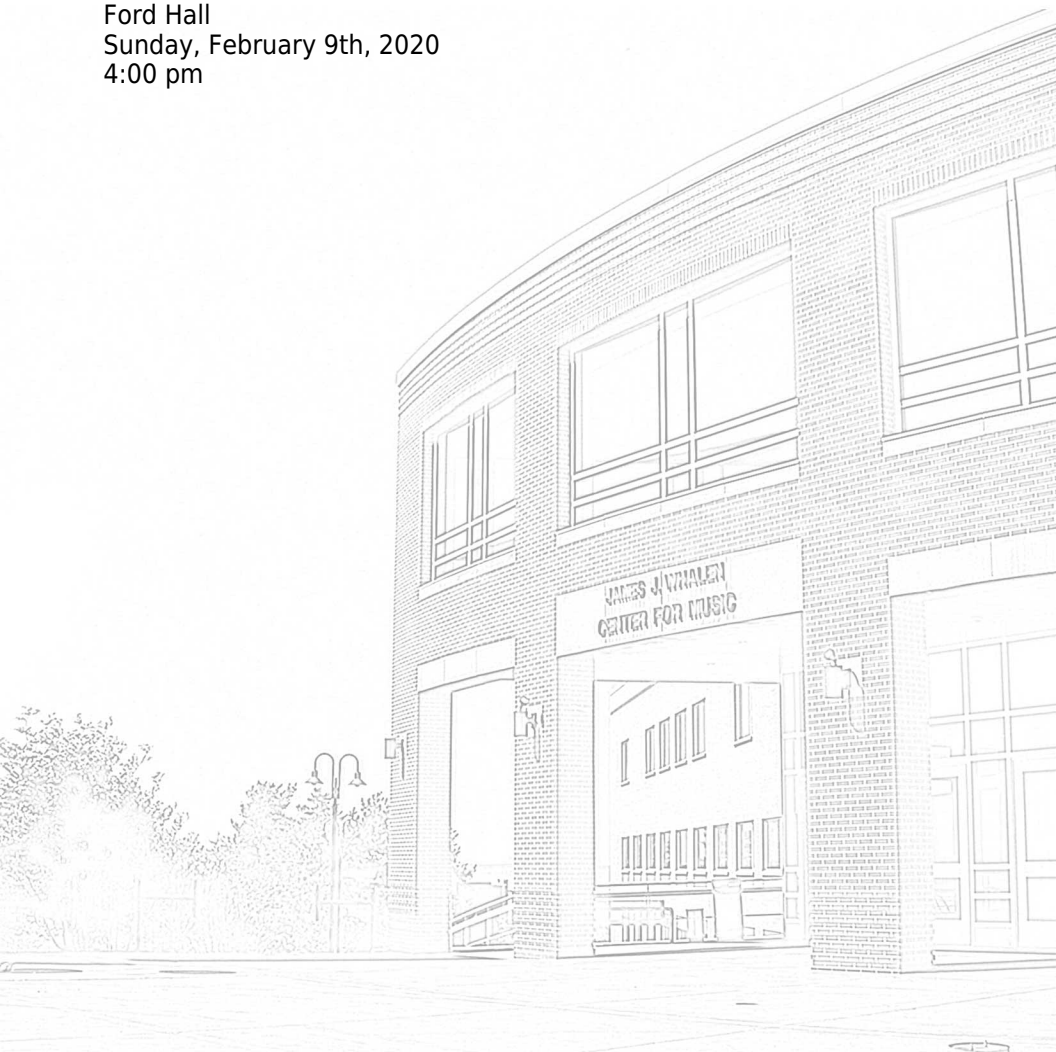 Ford Hall
Sunday, February 9th, 2020
4:00 pm
JAMES J. WHALEN
CENTER FOR MUSIC